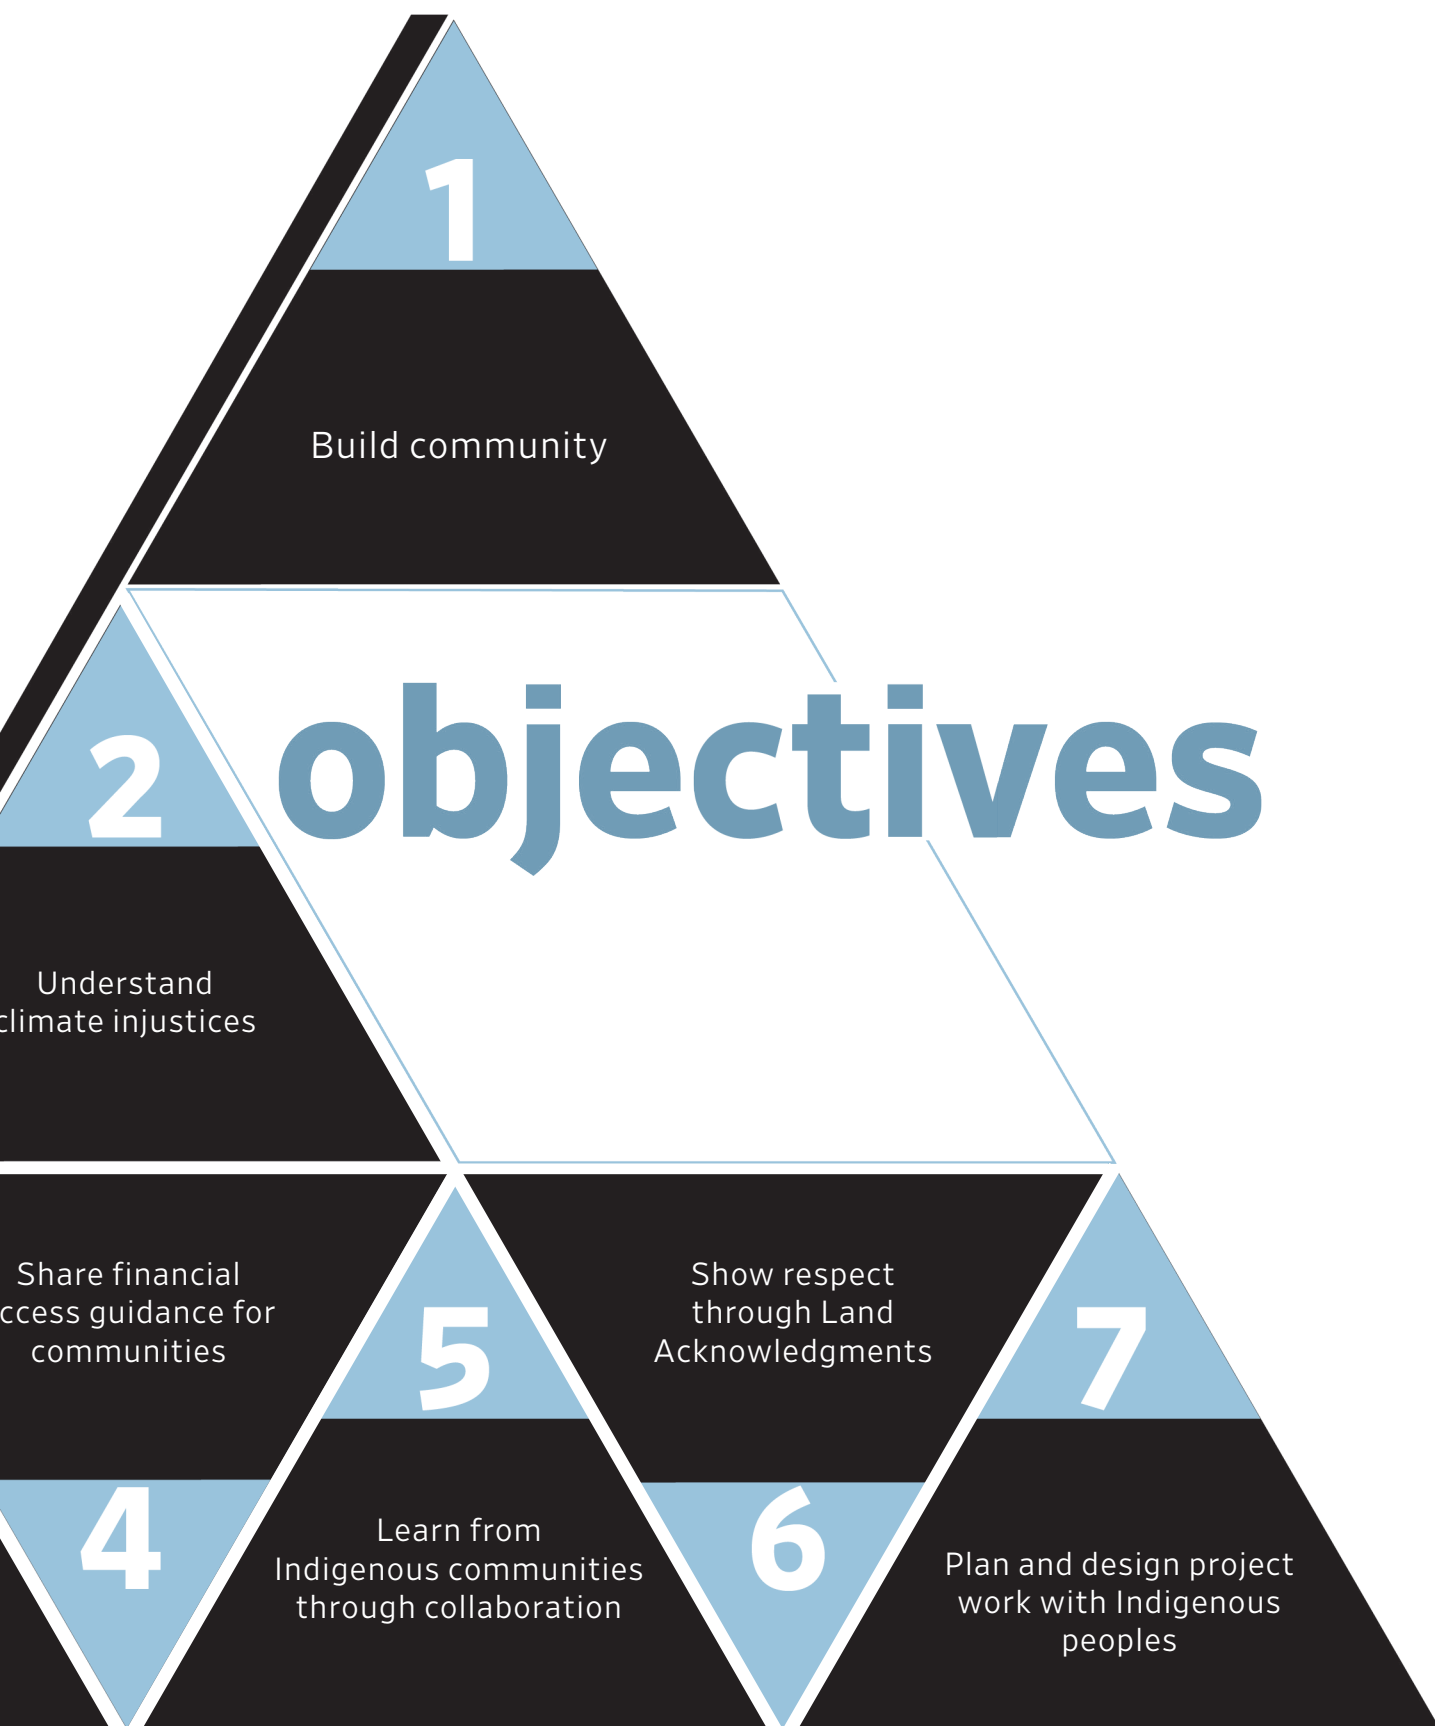 1
Build community
objectives
2
Understand
climate injustices
Share financial
guidance for
communities
4
5
Learn from
Indigenous communities
through collaboration
Show respect
through Land
Acknowledgments
6
7
Plan and design project
work with Indigenous
peoples